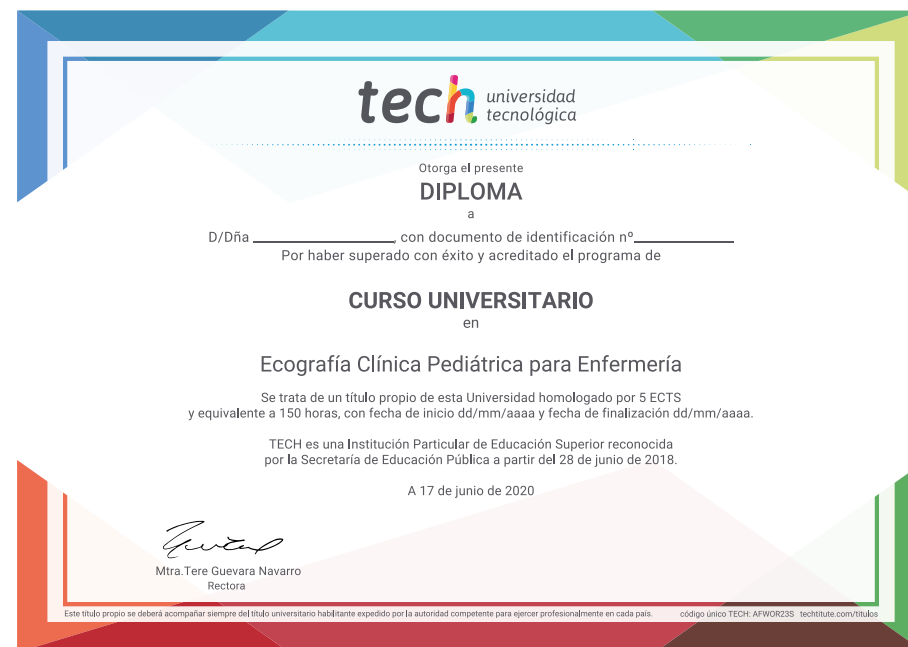 tech universidad
tecnológica
Otorga el presente
DIPLOMA
a
D/Dña ____________, con documento de identificación nº____________
Por haber superado con éxito y acreditado el programa de
CURSO UNIVERSITARIO
en
Ecografía Clínica Pediátrica para Enfermería
Se trata de un título propio de esta Universidad homologado por 5 ECTS
y equivalente a 150 horas, con fecha de inicio dd/mm/aaaa y fecha de finalización dd/mm/aaaa.
TECH es una Institución Particular de Educación Superior reconocida
por la Secretaría de Educación Pública a partir del 28 de junio de 2018.
A 17 de junio de 2020
Mtra.Tere Guevara Navarro
Rectora
Este título propio se deberá acompañar siempre del título universitario habilitante expedido por la autoridad competente para ejercer profesionalmente en cada país. código único TECH: AFWOR23S techtitute.com/títulos